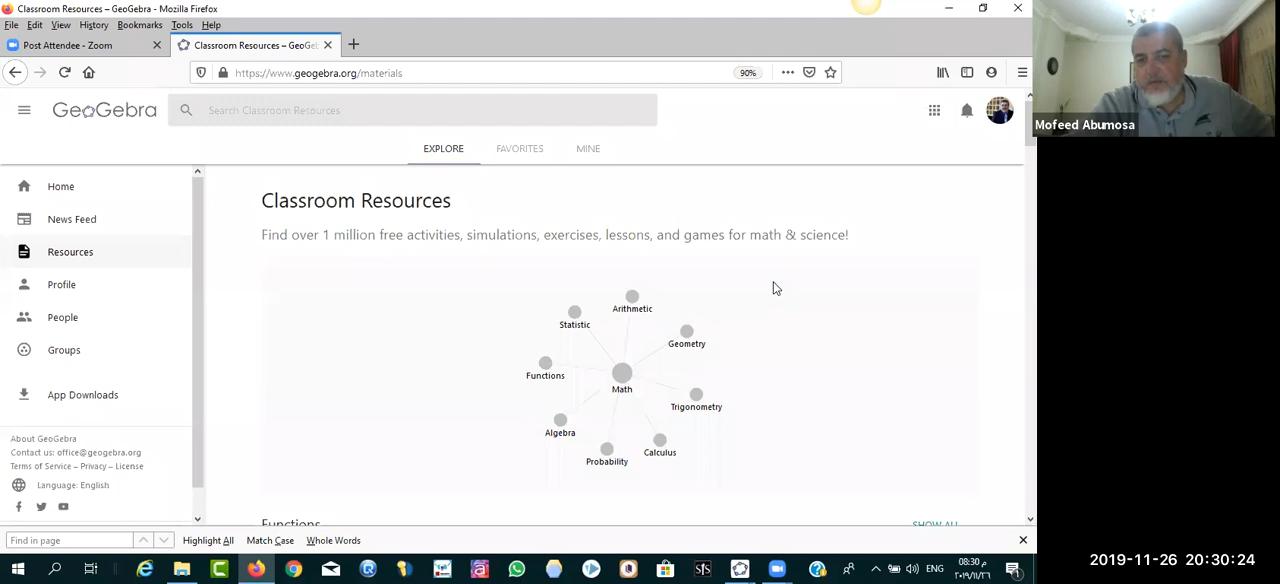 Classroom Resources – GeoGebra - Mozilla Firefox
File Edit View History Bookmarks Tools Help
Post Attendee - Zoom
Classroom Resources – GeoGeb
https://www.geogebra.org/materials
90%
GeoGebra
Search Classroom Resources
EXPLORE FAVORITES MINE
Mofeed Abumosa
Home
News Feed
Resources
Profile
People
Groups
App Downloads
About GeoGebra
Contact us: office@geogebra.org
Terms of Service – Privacy – License
Language: English
Classroom Resources
Find over 1 million free activities, simulations, exercises, lessons, and games for math & science!
Arithmetic
Statistic
Geometry
Functions
Math
Trigonometry
Algebra
Calculus
Probability
Functions
SHOW ALL
Find in page
Highlight All Match Case Whole Words
ENG
08:30 م
٢٠١٩/١١/٢٦
2019-11-26 20:30:24